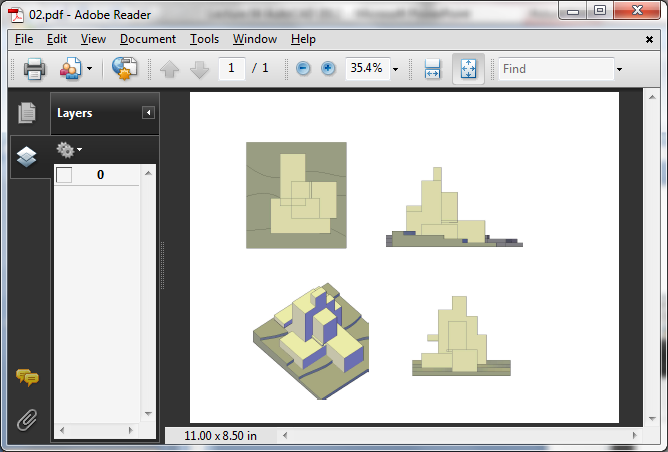 02.pdf - Adobe Reader
File Edit View Document Tools Window Help
1 / 1 35.4% Find
Layers
0
11.00 x 8.50 in